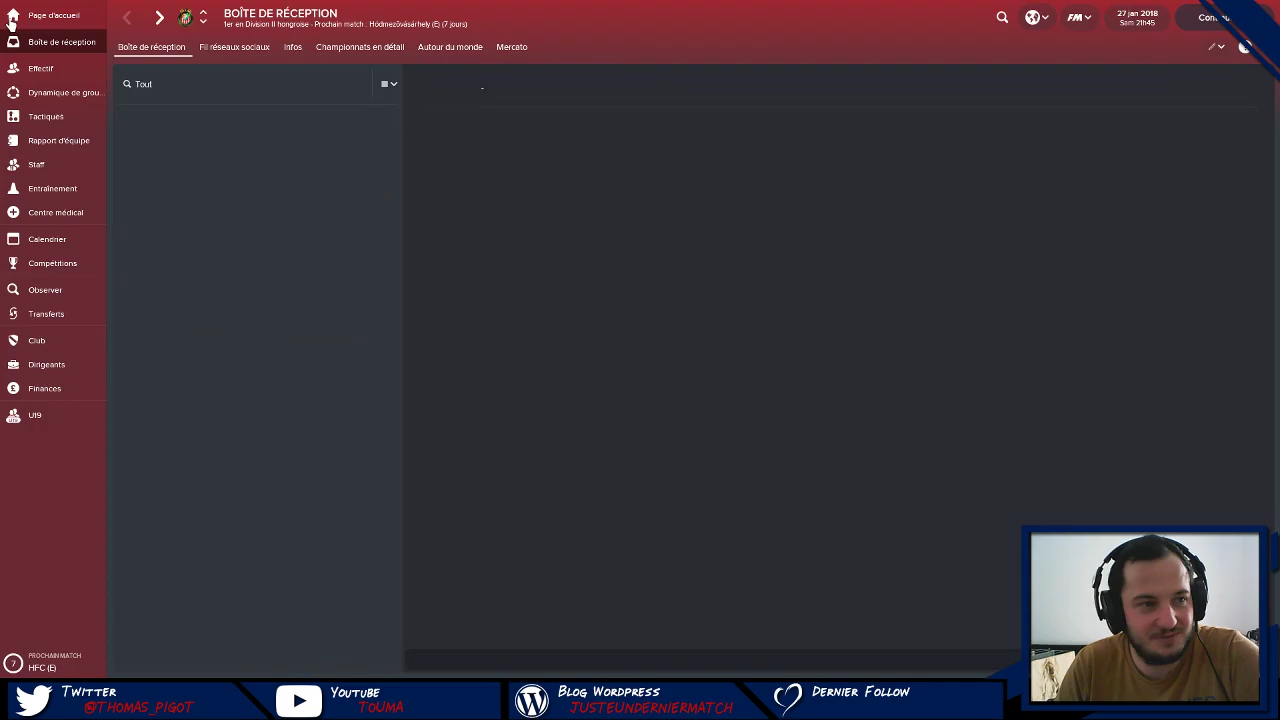 Page d'accueil
BOÎTE DE RÉCEPTION
1er en Division II hongroise - Prochain match : Hódmezővásárhely (E) (7 jours)
FM
27 jan 2018
Sam 21h45
Boîte de réception
Effectif
Dynamique de grou...
Tactiques
Rapport d'équipe
Staff
Entraînement
Centre médical
Calendrier
Compétitions
Observer
Transferts
Club
Dirigeants
Finances
U19
Boîte de réception
Fil réseaux sociaux
Infos
Championnats en détail
Autour du monde
Mercato
Tout
-
7
PROCHAIN MATCH
HFC (E)
Twitter
@Thomas_Pigot
Youtube
Touma
Blog Wordpress
JusteUnDernierMatch
Dernier Follow